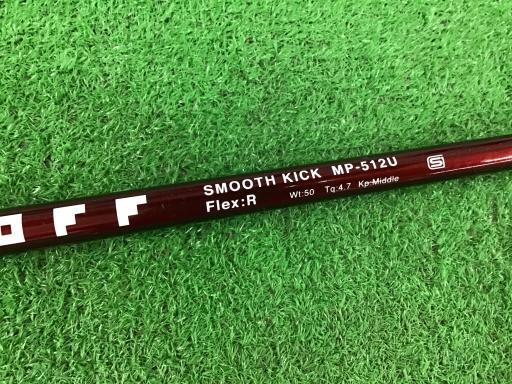 off
SMOOTH KICK MP-512U
Flex:R Wt:50 Tq:4.7 Kp:Middle
S